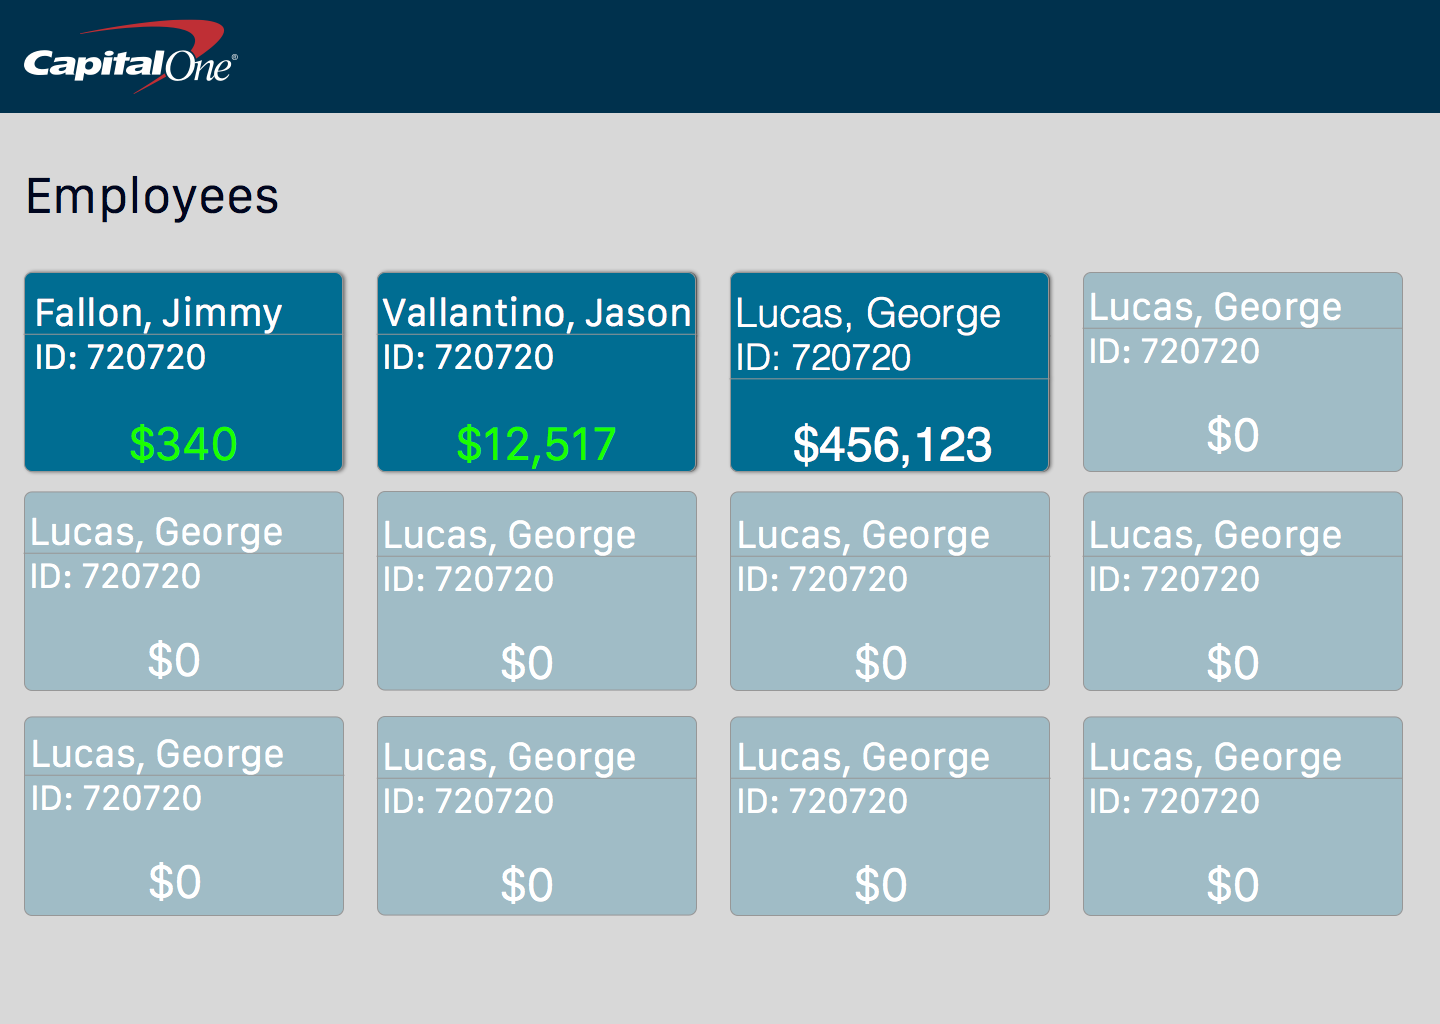 CapitalOne®
Employees
Fallon, Jimmy
ID: 720720
$340
Vallantino, Jason
ID: 720720
$12,517
Lucas, George
ID: 720720
$456,123
Lucas, George
ID: 720720
$0
Lucas, George
ID: 720720
$0
Lucas, George
ID: 720720
$0
Lucas, George
ID: 720720
$0
Lucas, George
ID: 720720
$0
Lucas, George
ID: 720720
$0
Lucas, George
ID: 720720
$0
Lucas, George
ID: 720720
$0
Lucas, George
ID: 720720
$0